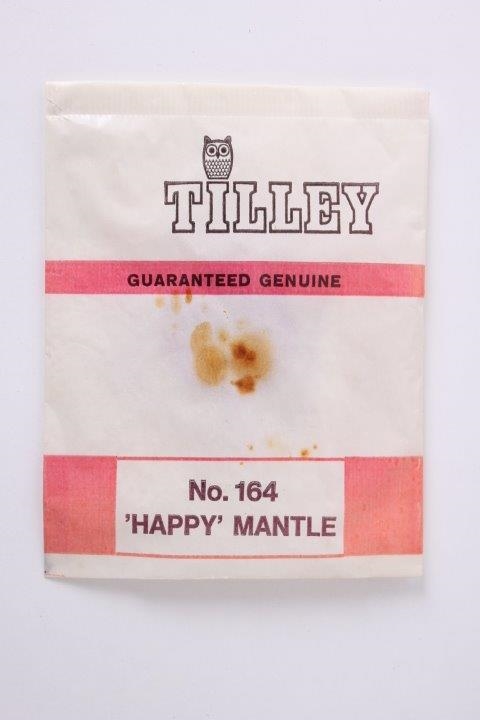 TILLEY
GUARANTEED GENUINE
No. 164
'HAPPY' MANTLE